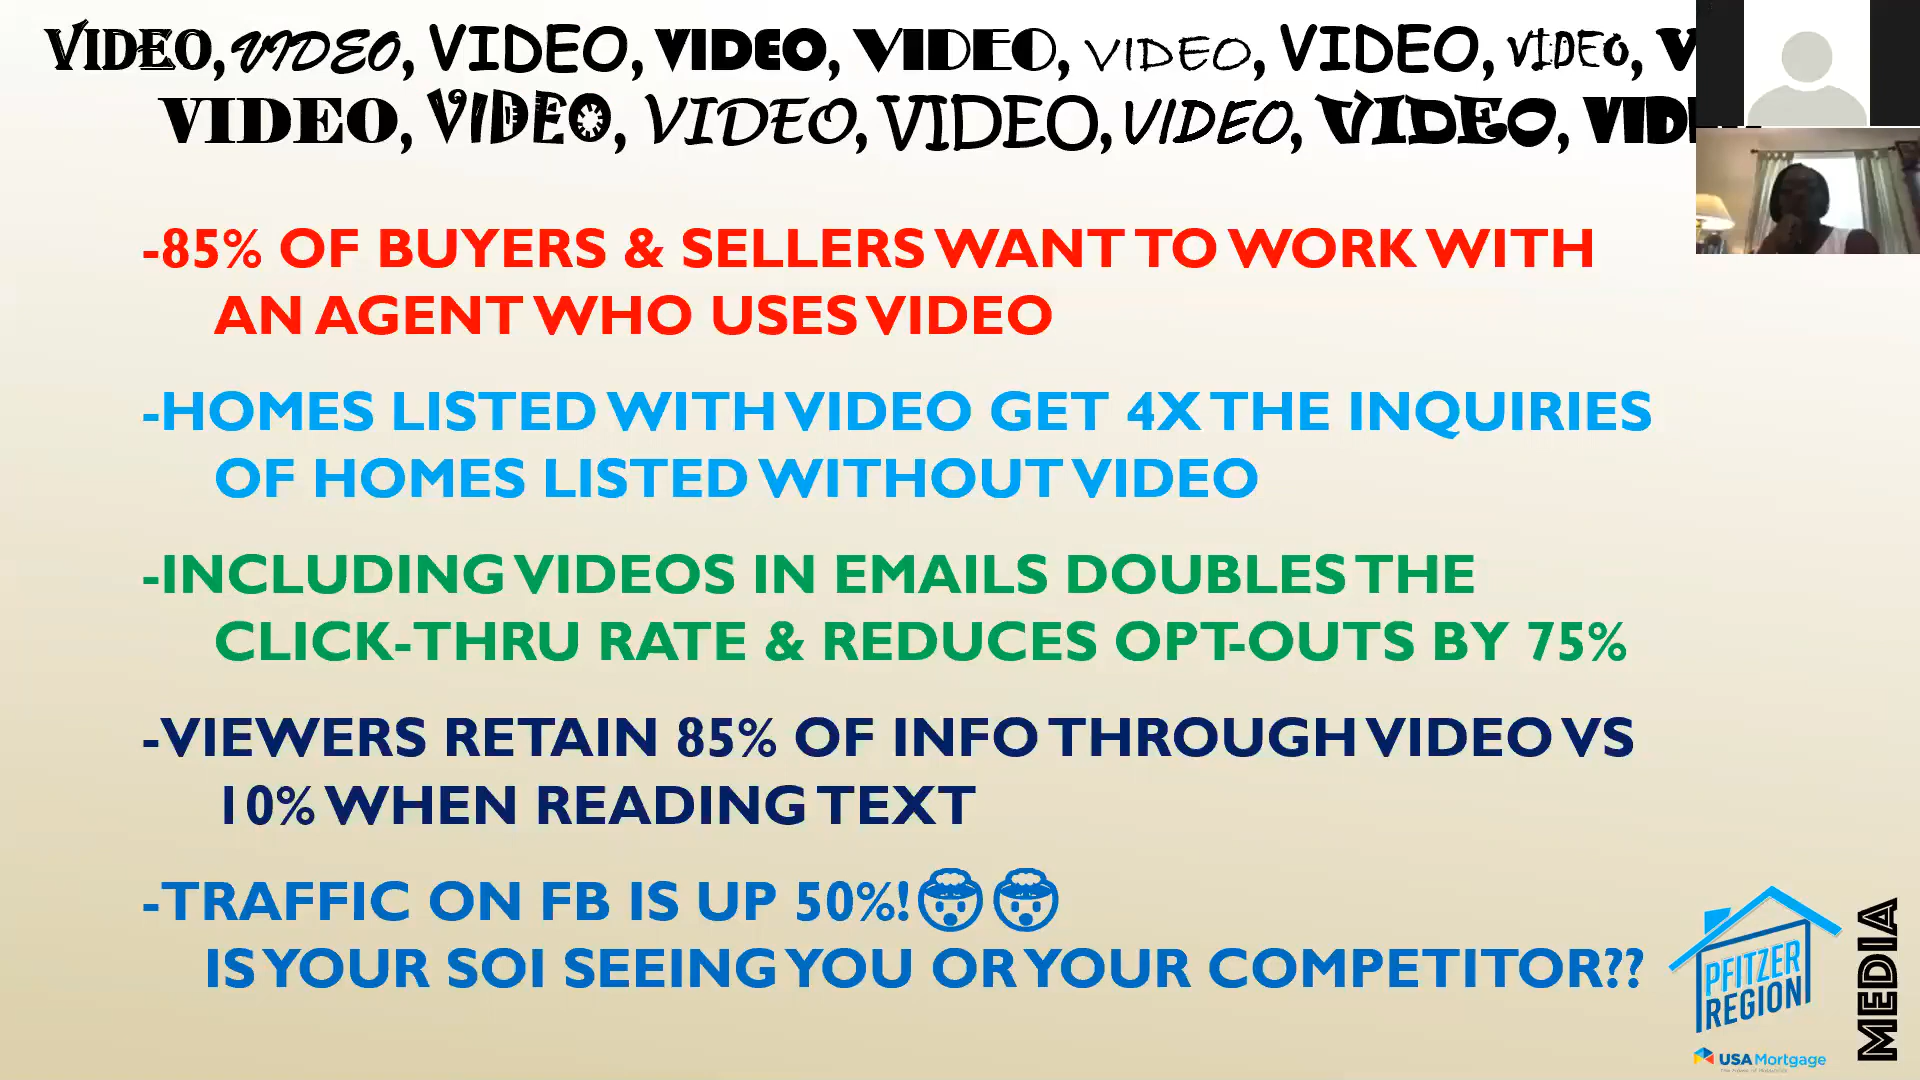 VIDEO, VIDEO, VIDEO, VIDEO, VIDEO, VIDEO, VIDEO, VIDEO, V
VIDEO, VIDEO, VIDEO, VIDEO, VIDEO, VIDEO, VID
-85% OF BUYERS & SELLERS WANT TO WORK WITH
AN AGENT WHO USES VIDEO
-HOMES LISTED WITH VIDEO GET 4X THE INQUIRIES
OF HOMES LISTED WITHOUT VIDEO
-INCLUDING VIDEOS IN EMAILS DOUBLES THE
CLICK-THRU RATE & REDUCES OPT-OUTS BY 75%
-VIEWERS RETAIN 85% OF INFO THROUGH VIDEO VS
10% WHEN READING TEXT
-TRAFFIC ON FB IS UP 50%!🤯🤯
IS YOUR SOI SEEING YOU OR YOUR COMPETITOR??
PFITZER
REGION
MEDIA
USA Mortgage